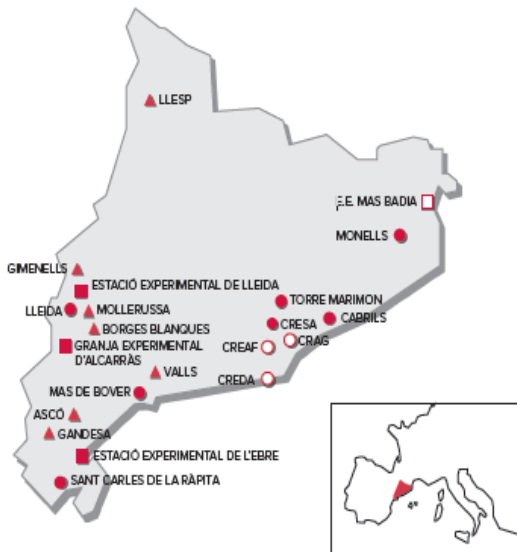 LLESP
E.E. MAS BADIA
MONELLS
GIMENELLS
ESTACIÓ EXPERIMENTAL DE LLEIDA
LLEIDA
MOLLERUSSA
TORRE MARIMON
BORGES BLANQUES
CRESA
CABRILS
GRANJA EXPERIMENTAL
D'ALCARRÀS
CREAF
CRAG
VALLS
CREDA
MAS DE BOVER
ASCÓ
GANDESA
ESTACIÓ EXPERIMENTAL DE L'EBRE
SANT CARLES DE LA RÀPITA
4º